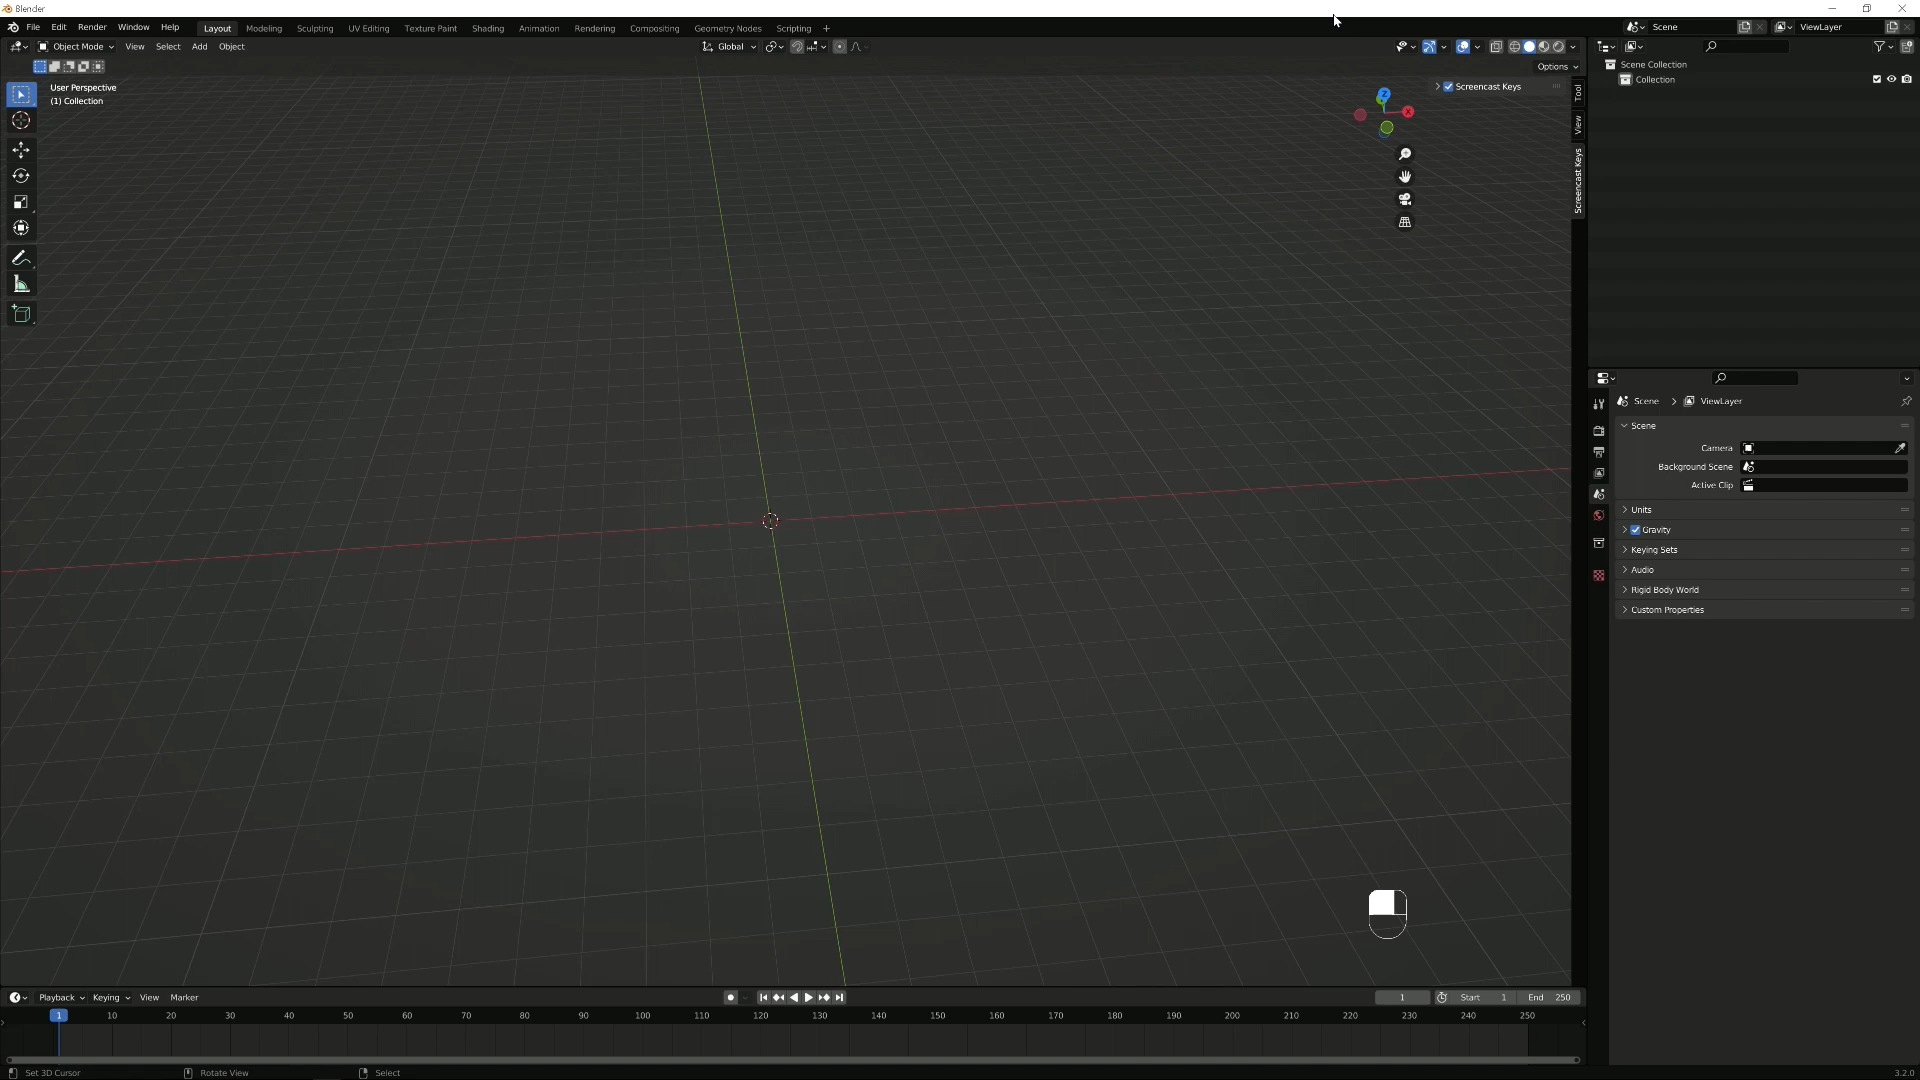 Blender
File Edit Render Window Help Layout Modeling Sculpting UV Editing Texture Paint Shading Animation Rendering Compositing Geometry Nodes Scripting +
Scene ViewLayer
Object Mode View Select Add Object Global
Options
User Perspective
(1) Collection
Screencast Keys
Z
X
Tool
View
Screencast Keys
Scene Collection
Collection
Scene > ViewLayer
Scene
Camera
Background Scene
Active Clip
Units
Gravity
Keying Sets
Audio
Rigid Body World
Custom Properties
Playback Keying View Marker 1 Start 1 End 250
1 10 20 30 40 50 60 70 80 90 100 110 120 130 140 150 160 170 180 190 200 210 220 230 240 250
Set 3D Cursor Rotate View Select 3.2.0